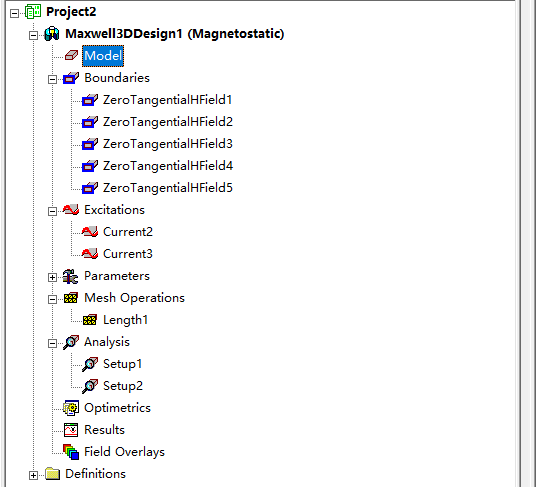 Project2
Maxwell3DDesign1 (Magnetostatic)
Model
Boundaries
ZeroTangentialHField1
ZeroTangentialHField2
ZeroTangentialHField3
ZeroTangentialHField4
ZeroTangentialHField5
Excitations
Current2
Current3
Parameters
Mesh Operations
Length1
Analysis
Setup1
Setup2
Optimetrics
Results
Field Overlays
Definitions